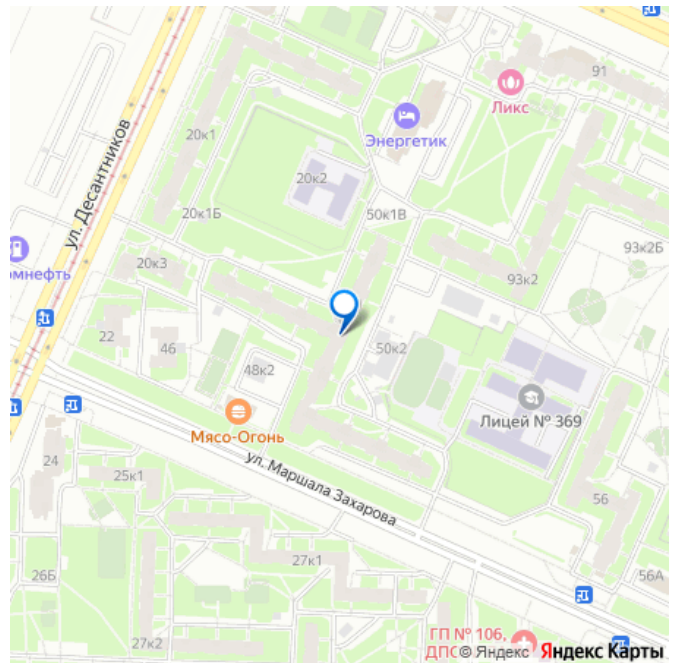 91
Ликс
20к1
Энергетик
ул. Десантников
20к2
20к1Б
50к1В
омнефть
20к3
93к2Б
93к2
22
46
50к2
48к2
Лицей № 369
Мясо-Огонь
24
ул. Маршала Захарова
25к1
56
27к1
26Б
56А
27к2
ГП № 106,
ДПС
© Яндекс Яндекс Карты